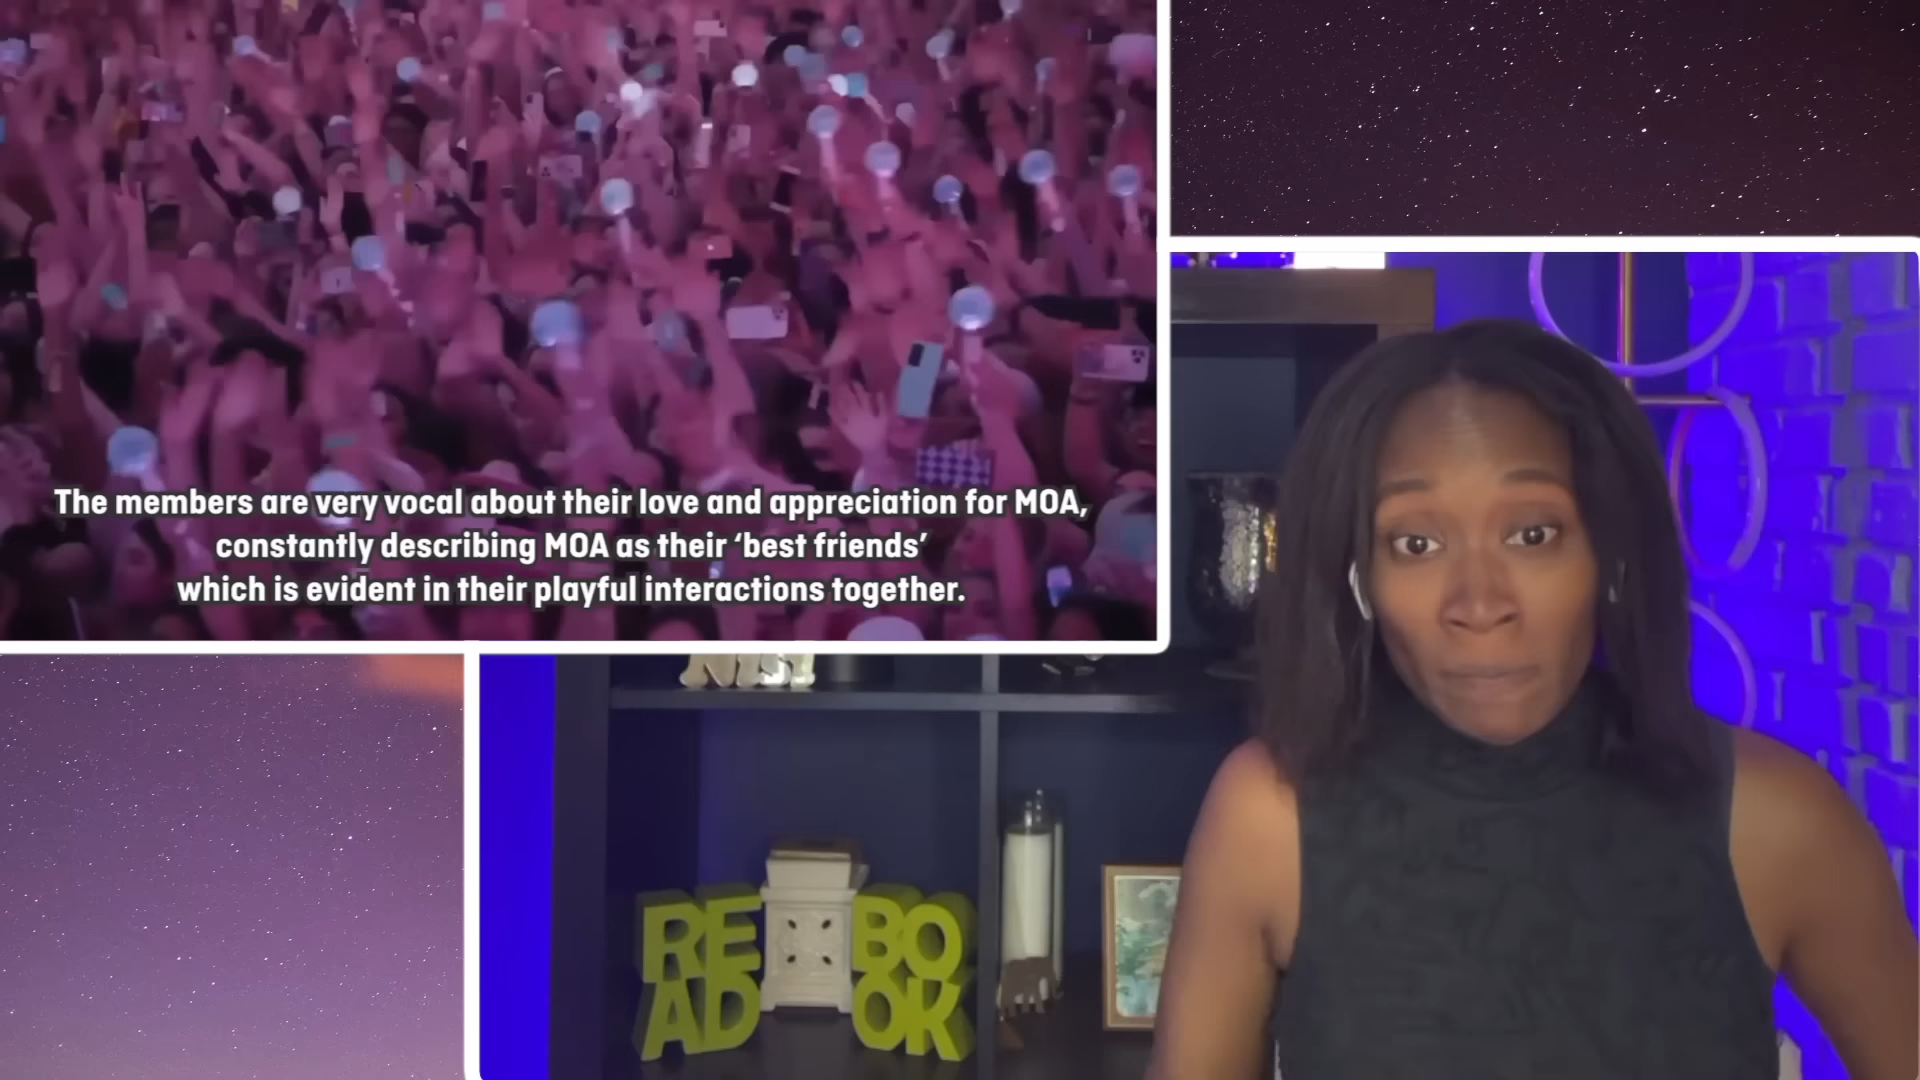 The members are very vocal about their love and appreciation for MOA,
constantly describing MOA as their ‘best friends’
which is evident in their playful interactions together.
RE
AD
BO
OK